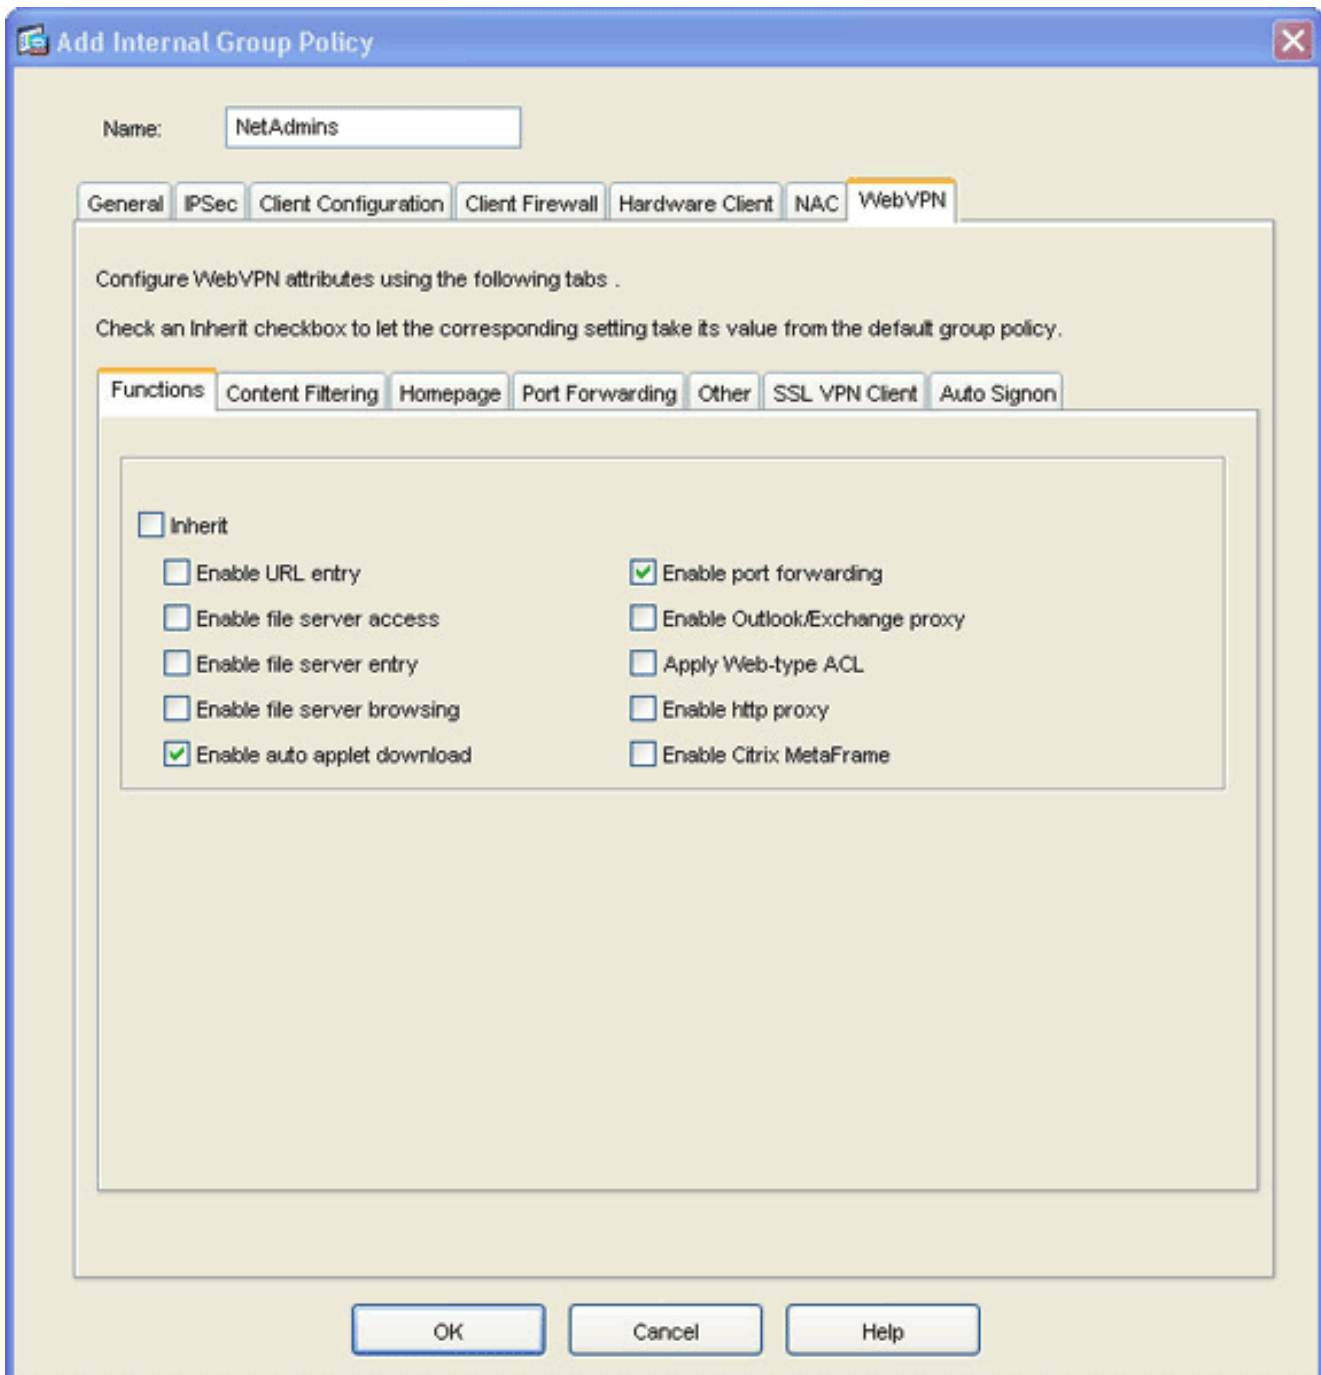 Add Internal Group Policy
Name: NetAdmins
General IPSec Client Configuration Client Firewall Hardware Client NAC WebVPN
Configure WebVPN attributes using the following tabs .
Check an Inherit checkbox to let the corresponding setting take its value from the default group policy.
Functions Content Filtering Homepage Port Forwarding Other SSL VPN Client Auto Signon
Inherit
Enable URL entry Enable port forwarding
Enable file server access Enable Outlook/Exchange proxy
Enable file server entry Apply Web-type ACL
Enable file server browsing Enable http proxy
Enable auto applet download Enable Citrix MetaFrame
OK Cancel Help